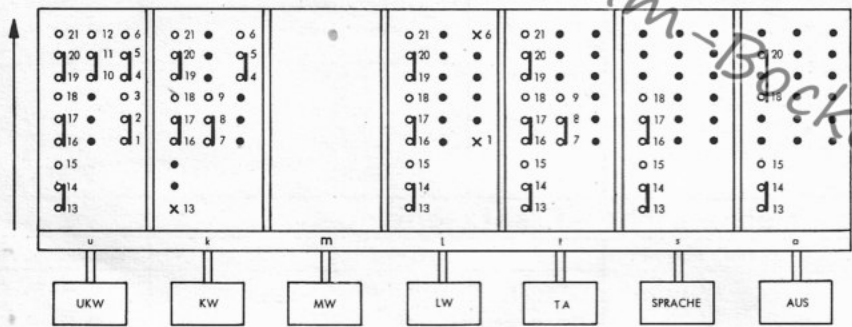 21 12 6 21 6 21 6 21
20 11 5 20 5 20 20 20
19 10 4 19 4 19 19
18 3 18 9 18 18 9 18 18
17 2 17 8 17 17 8 17
16 1 16 7 16 1 16 7 16
15 15 15 15 15
14 14 14 14 14
13 13 13 13 13 13
u k m l t s a
UKW KW MW LW TA SPRACHE AUS